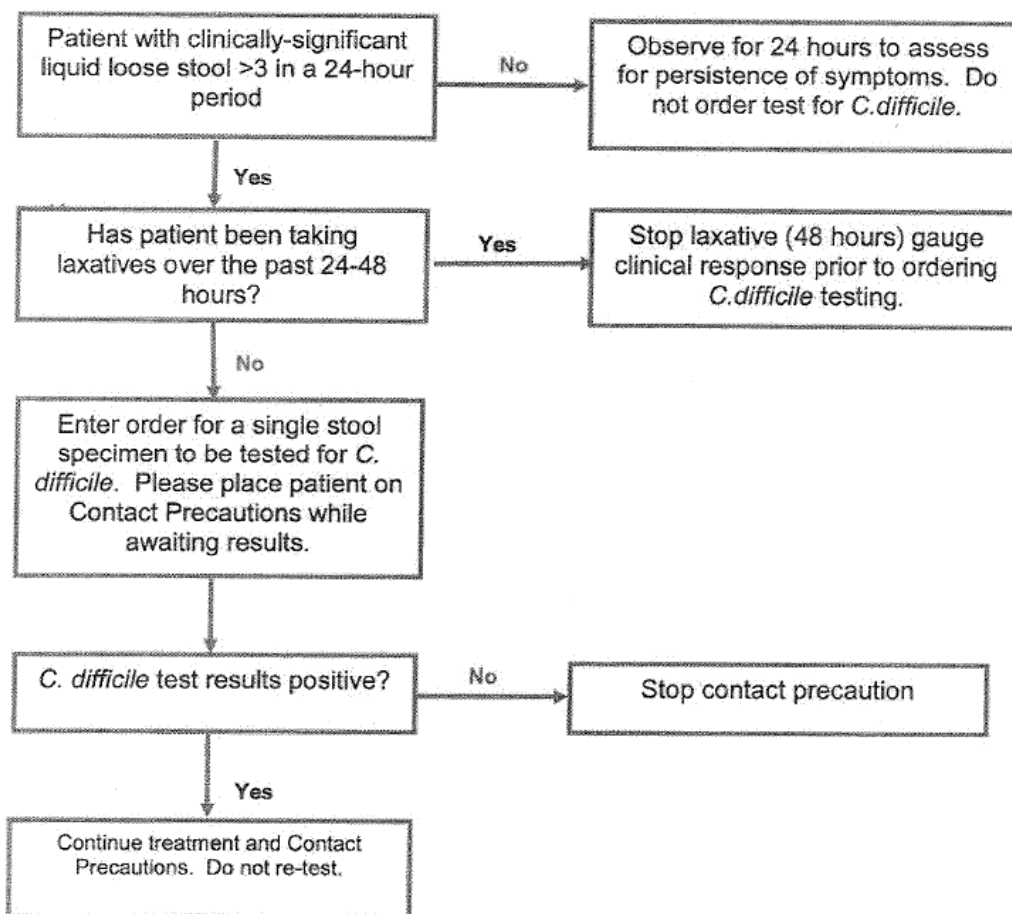 Patient with clinically-significant
liquid loose stool >3 in a 24-hour
period
No
Observe for 24 hours to assess
for persistence of symptoms. Do
not order test for C.difficile.
Yes
Has patient been taking
laxatives over the past 24-48
hours?
Yes
Stop laxative (48 hours) gauge
clinical response prior to ordering
C.difficile testing.
No
Enter order for a single stool
specimen to be tested for C.
difficile. Please place patient on
Contact Precautions while
awaiting results.
C. difficile test results positive?
No
Stop contact precaution
Yes
Continue treatment and Contact
Precautions. Do not re-test.